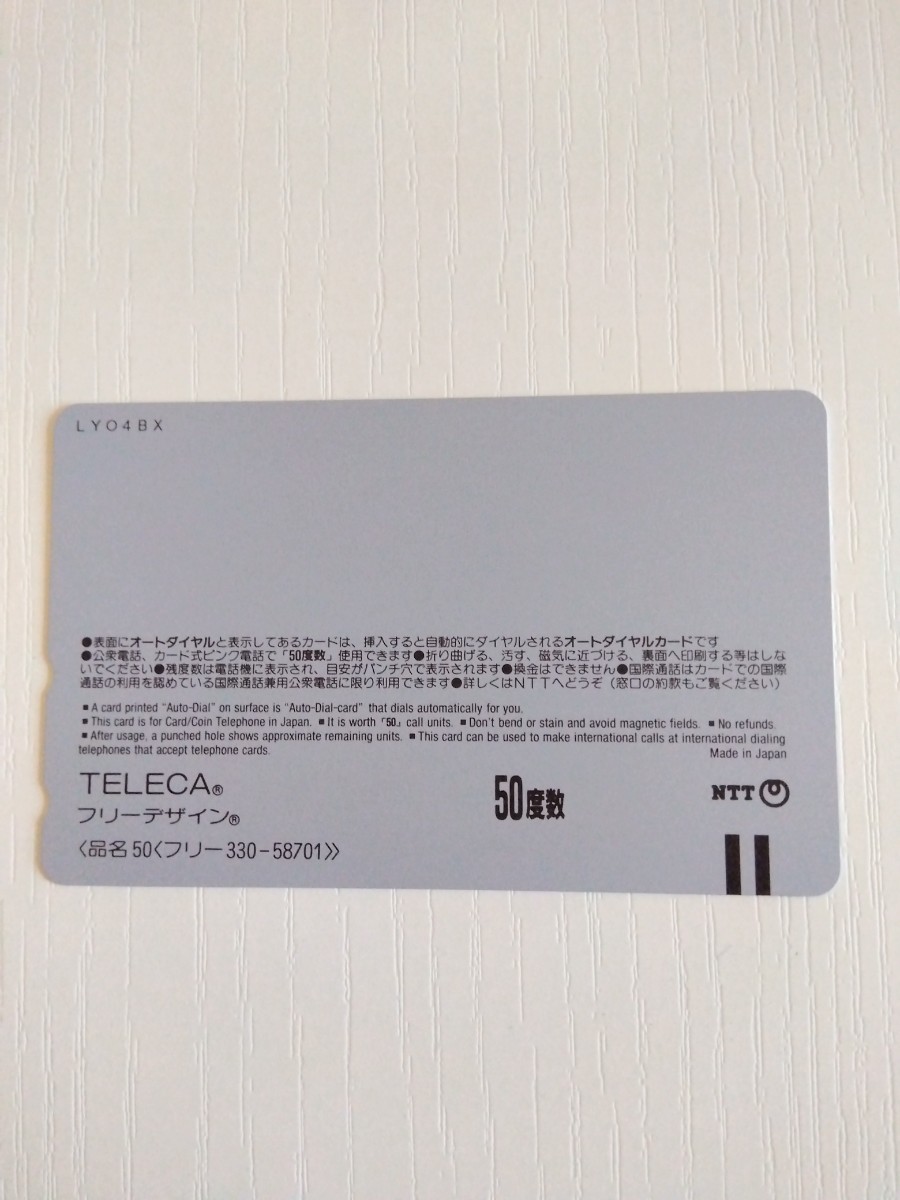 LY04BX
●表面にオートダイヤルと表示してあるカードは、挿入すると自動的にダイヤルされるオートダイヤルカードです
●公衆電話、カード式ピンク電話で「50度数」使用できます●折り曲げる、汚す、磁気に近づける、裏面へ印刷する等はしな
いでください●残度数は電話機に表示され、目安がパンチ穴で表示されます●換金はできません●国際通話はカードでの国際
通話の利用を認めている国際通話兼用公衆電話に限り利用できます●詳しくはNTTへどうぞ(窓口の約款もご覧ください)
■ A card printed "Auto-Dial" on surface is "Auto-Dial-card" that dials automatically for you.
■ This card is for Card/Coin Telephone in Japan. ■ It is worth「50」call units. ■ Don't bend or stain and avoid magnetic fields. ■ No refunds.
■ After usage, a punched hole shows approximate remaining units. ■ This card can be used to make international calls at international dialing
telephones that accept telephone cards.
Made in Japan
TELECA®
フリーデザイン®
50度数
NTT
〈品名 50〈フリー 330-58701〉〉